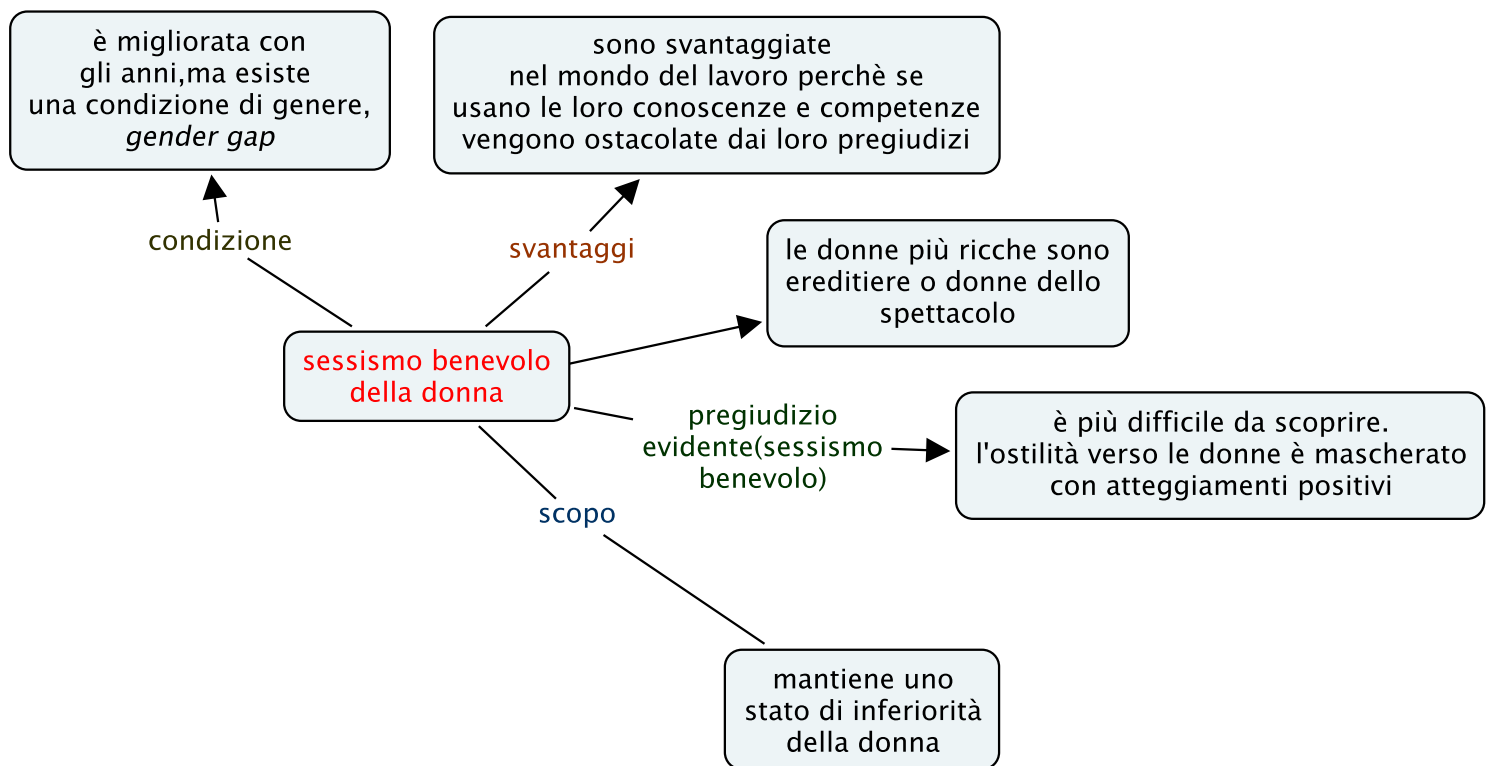 è migliorata con
gli anni,ma esiste
una condizione di genere,
gender gap
sono svantaggiate
nel mondo del lavoro perchè se
usano le loro conoscenze e competenze
vengono ostacolate dai loro pregiudizi
condizione
svantaggi
le donne più ricche sono
ereditiere o donne dello
spettacolo
sessismo benevolo
della donna
pregiudizio
evidente(sessismo
benevolo)
è più difficile da scoprire.
l'ostilità verso le donne è mascherato
con atteggiamenti positivi
scopo
mantiene uno
stato di inferiorità
della donna